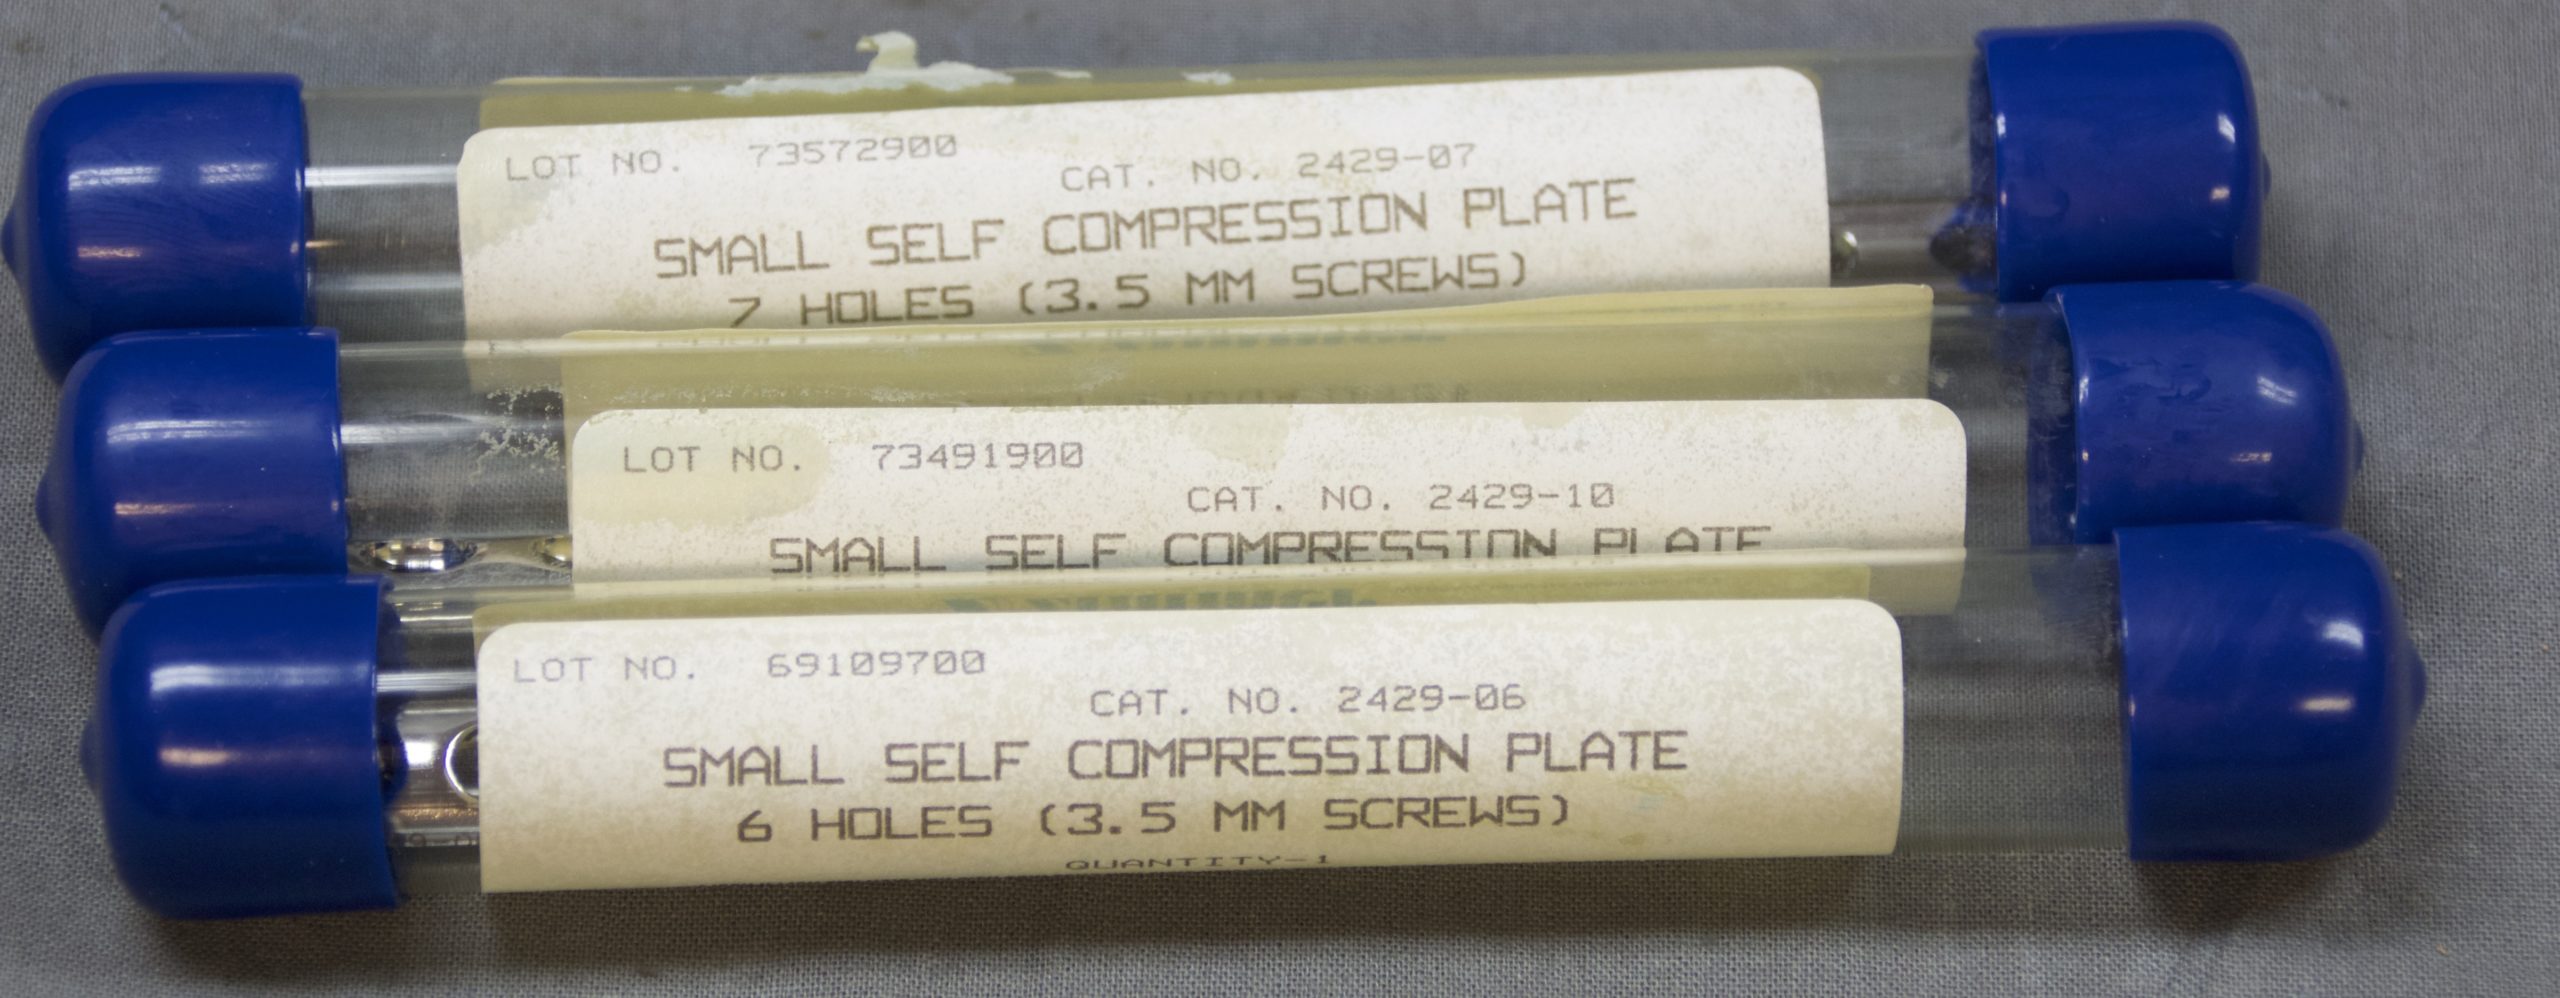 LOT NO. 73572900
CAT. NO. 2429-07
SMALL SELF COMPRESSION PLATE
7 HOLES (3.5 MM SCREWS)
LOT NO. 73491900
CAT. NO. 2429-10
SMALL SELF COMPRESSION PLATE
LOT NO. 69109700
CAT. NO. 2429-06
SMALL SELF COMPRESSION PLATE
6 HOLES (3.5 MM SCREWS)
QUANTITY-1